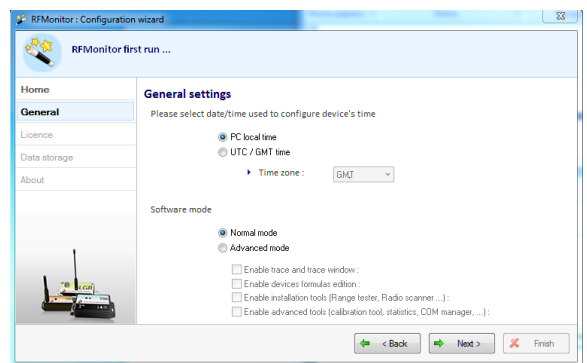 RFMonitor : Configuration wizard
RFMonitor first run ...
Home
General
Licence
Data storage
About
General settings
Please select date/time used to configure device's time
PC local time
UTC / GMT time
Time zone :
GMT
Software mode
Normal mode
Advanced mode
Enable trace and trace window :
Enable devices formulas edition :
Enable installation tools (Range tester, Radio scanner ...) :
Enable advanced tools (calibration tool, statistics, COM manager, ...) :
< Back
Next >
Finish